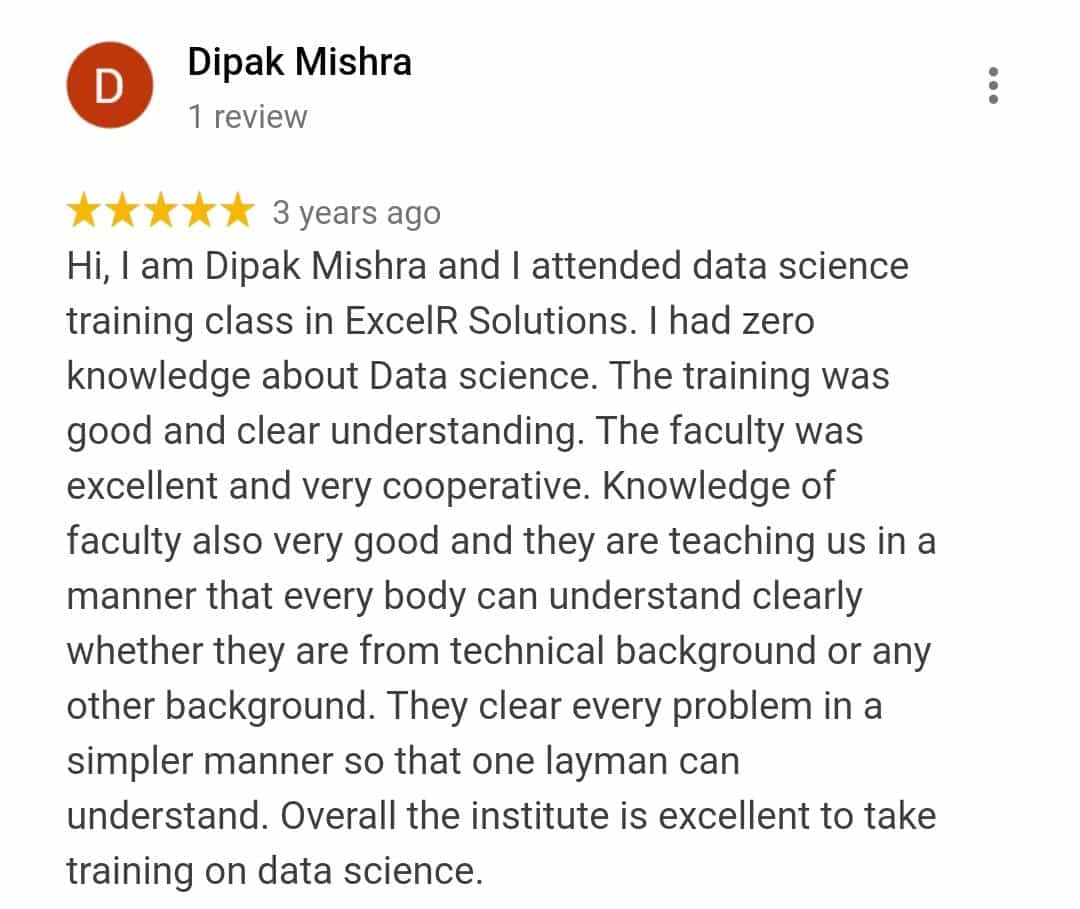 D
Dipak Mishra
1 review
3 years ago
Hi, I am Dipak Mishra and I attended data science
training class in ExcelR Solutions. I had zero
knowledge about Data science. The training was
good and clear understanding. The faculty was
excellent and very cooperative. Knowledge of
faculty also very good and they are teaching us in a
manner that every body can understand clearly
whether they are from technical background or any
other background. They clear every problem in a
simpler manner so that one layman can
understand. Overall the institute is excellent to take
training on data science.